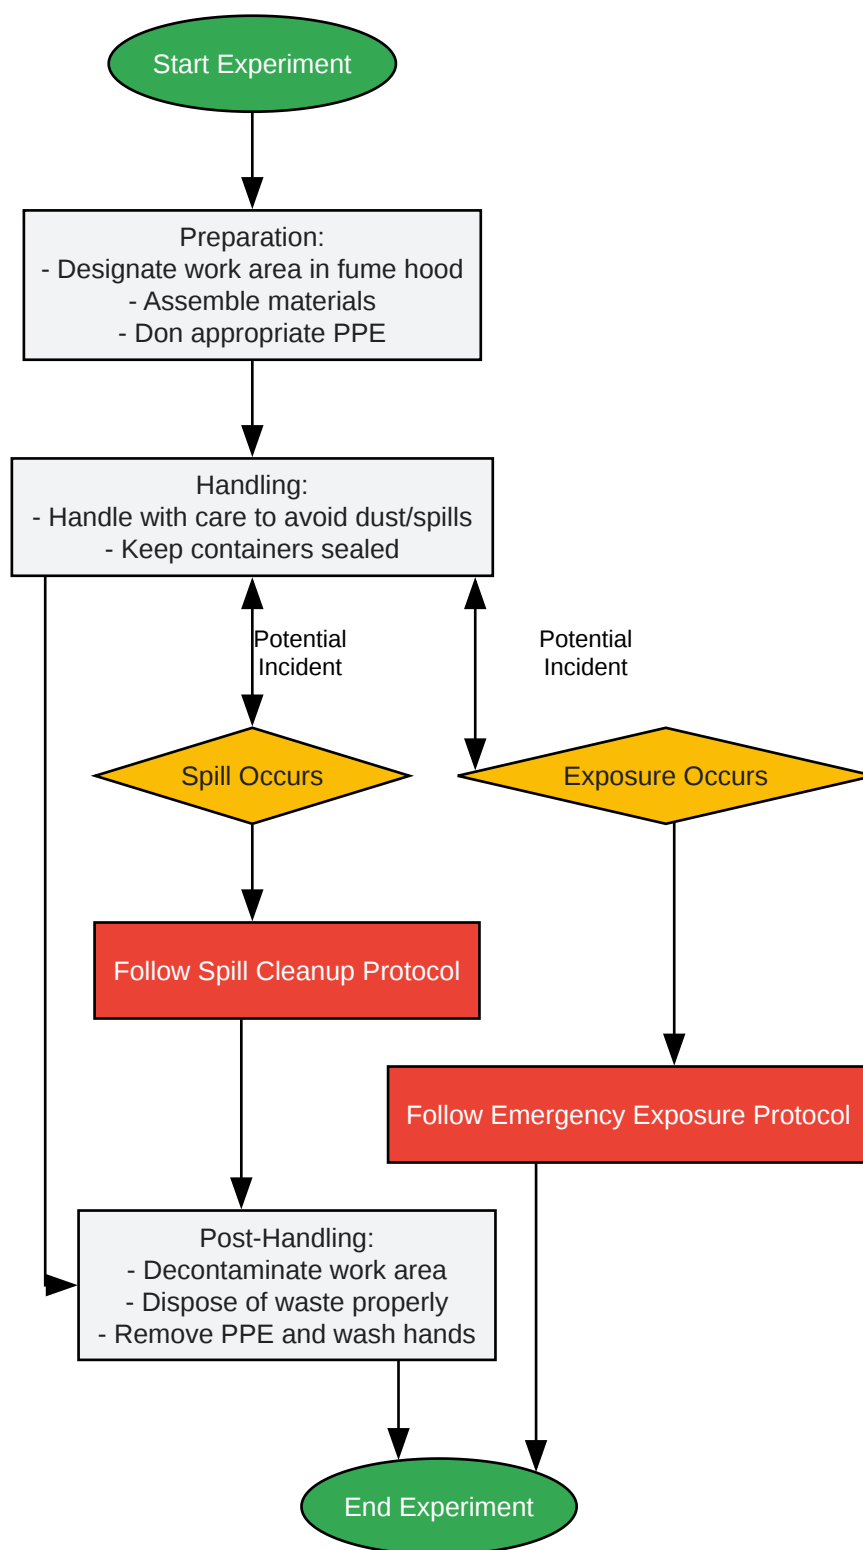 Start Experiment
Preparation:
- Designate work area in fume hood
- Assemble materials
- Don appropriate PPE
Handling:
- Handle with care to avoid dust/spills
- Keep containers sealed
Potential
Incident
Potential
Incident
Spill Occurs
Exposure Occurs
Follow Spill Cleanup Protocol
Follow Emergency Exposure Protocol
Post-Handling:
- Decontaminate work area
- Dispose of waste properly
- Remove PPE and wash hands
End Experiment